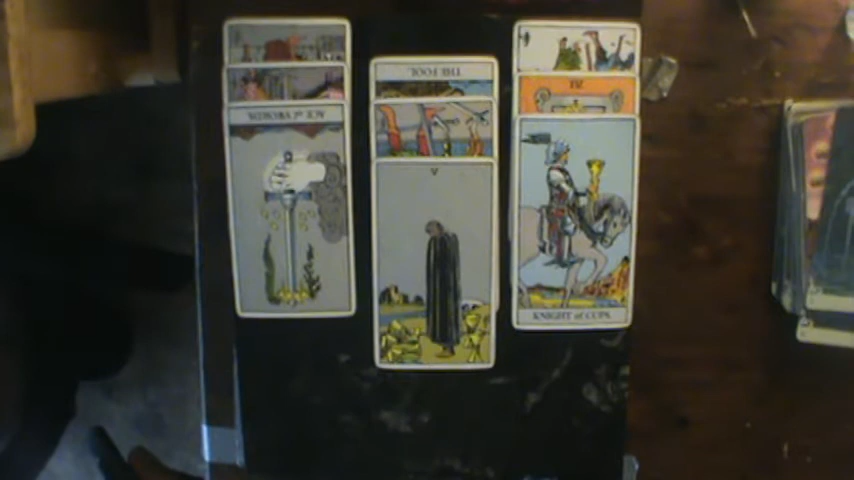 THE FOOL.
ACE of SWORDS.
V
KNIGHT of CUPS.